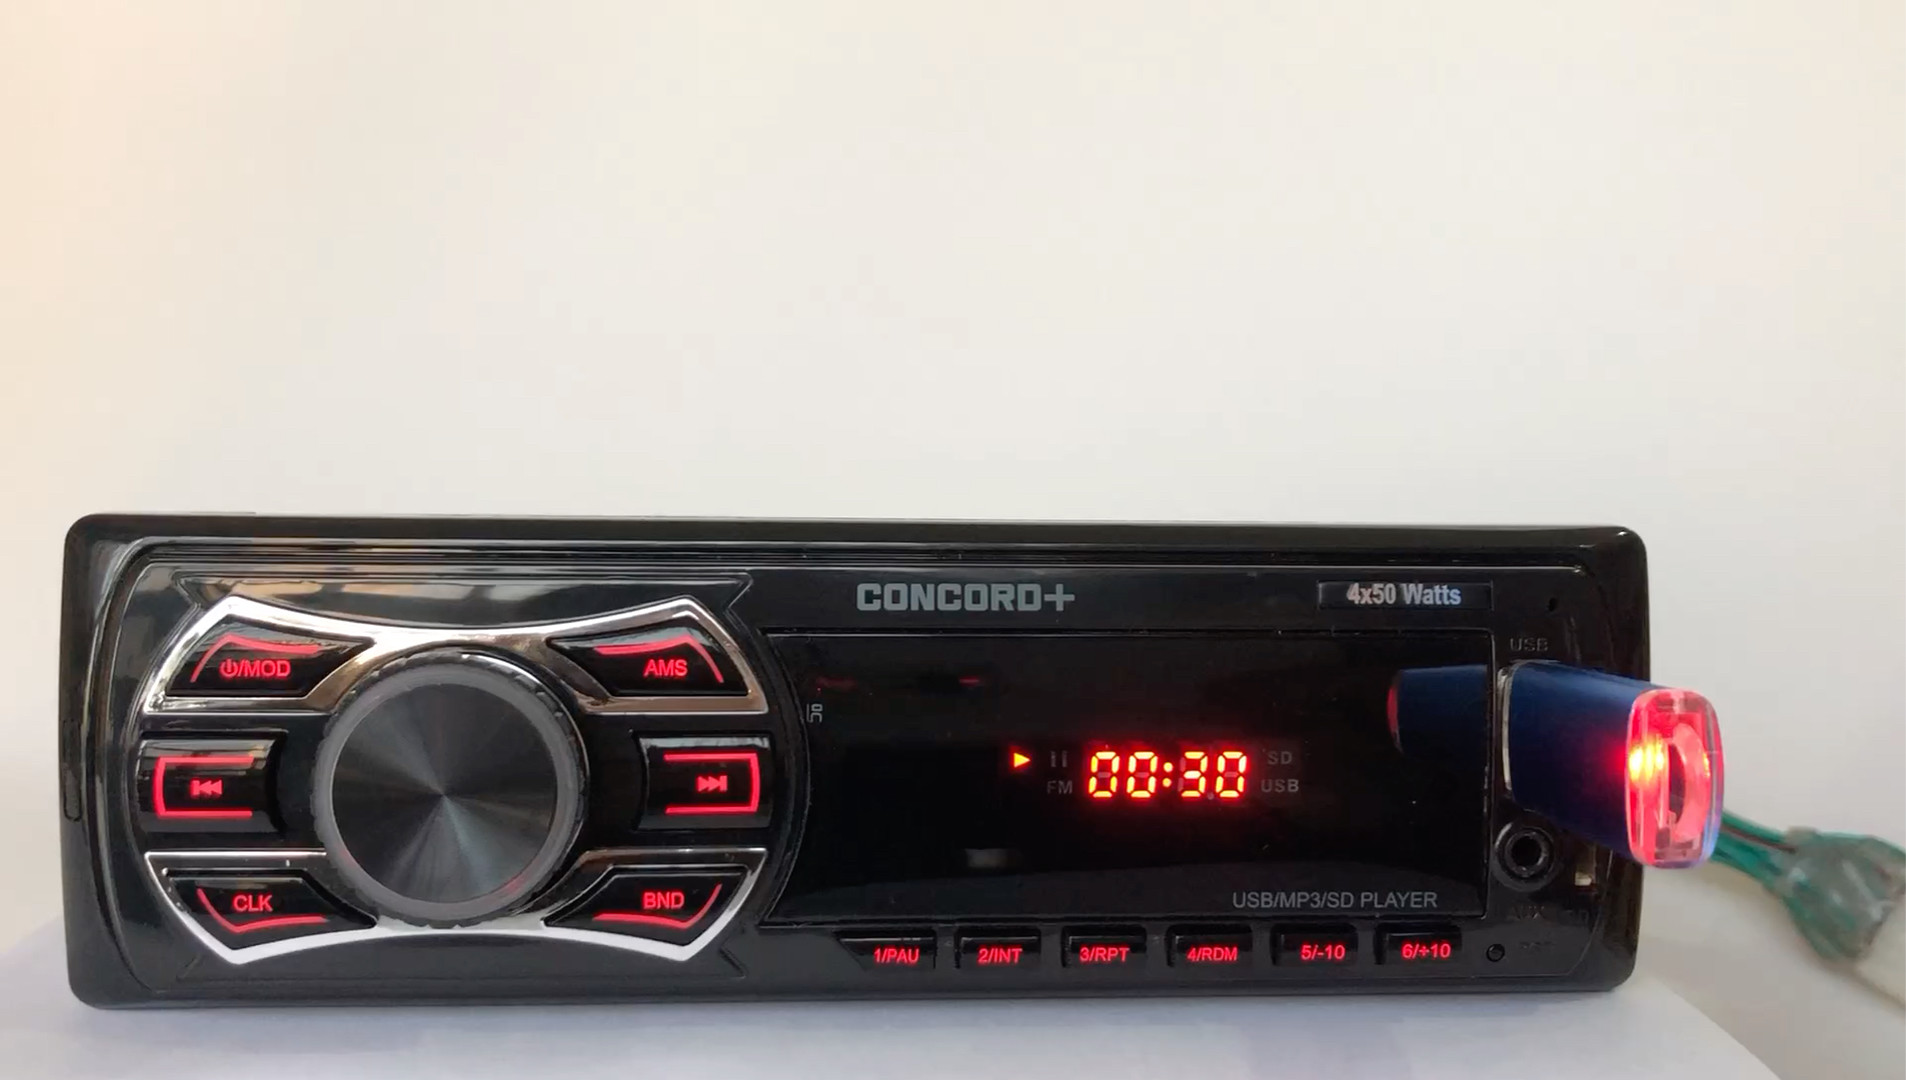 CONCORD+
4x50 Watts
USB
⏻/MOD
AMS
SD
FM
00:30
USB
CLK
BND
USB/MP3/SD PLAYER
1/PAU
2/INT
3/RPT
4/RDM
5/-10
6/+10